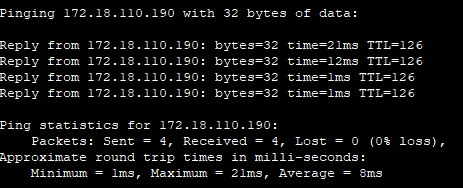 Pinging 172.18.110.190 with 32 bytes of data:
Reply from 172.18.110.190: bytes=32 time=21ms TTL=126
Reply from 172.18.110.190: bytes=32 time=12ms TTL=126
Reply from 172.18.110.190: bytes=32 time=1ms TTL=126
Reply from 172.18.110.190: bytes=32 time=1ms TTL=126
Ping statistics for 172.18.110.190:
Packets: Sent = 4, Received = 4, Lost = 0 (0% loss),
Approximate round trip times in milli-seconds:
Minimum = 1ms, Maximum = 21ms, Average = 8ms